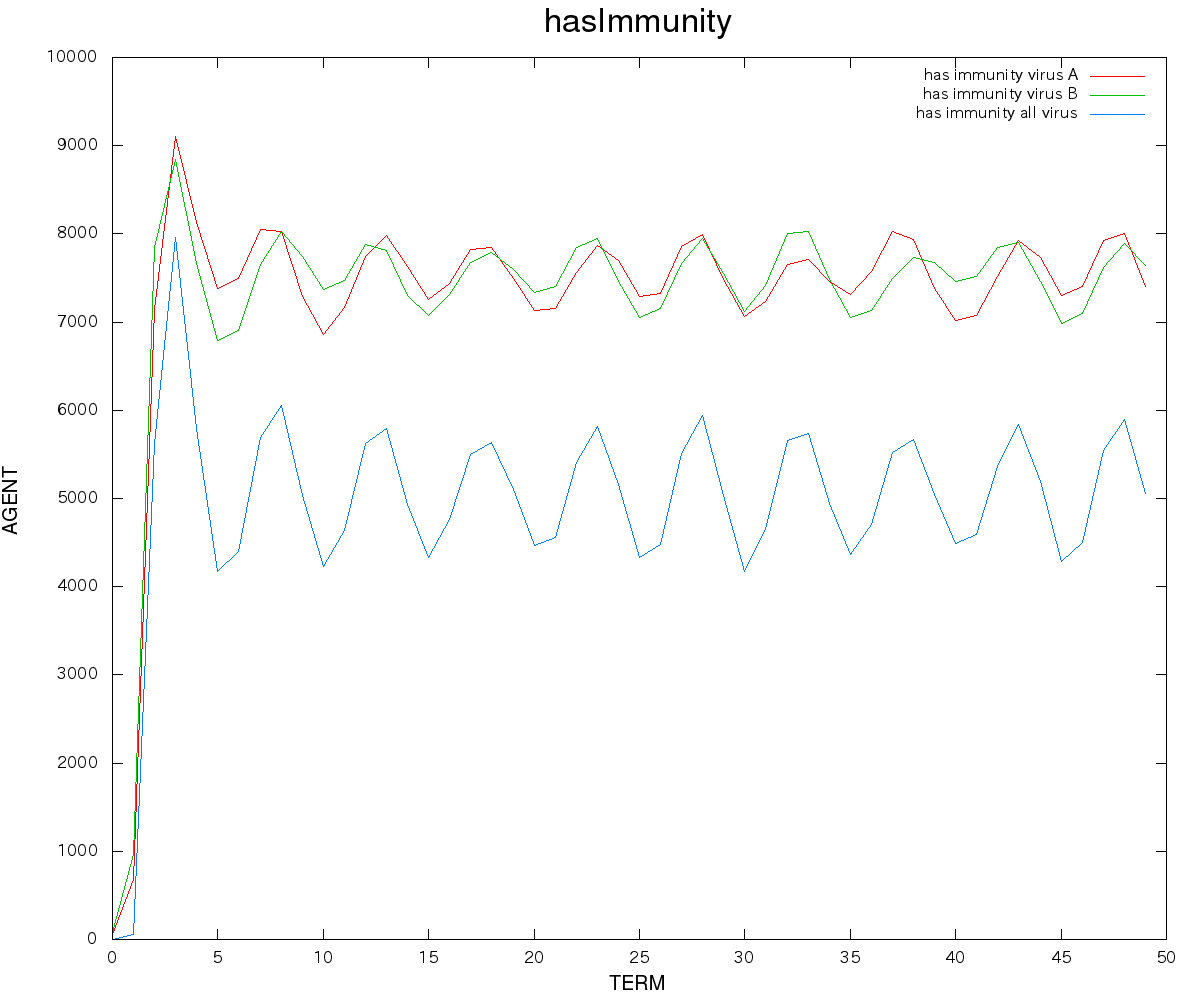 hasImmunity
has immunity virus A
has immunity virus B
has immunity all virus
10000
9000
8000
7000
6000
5000
4000
3000
2000
1000
0
AGENT
0 5 10 15 20 25 30 35 40 45 50
TERM